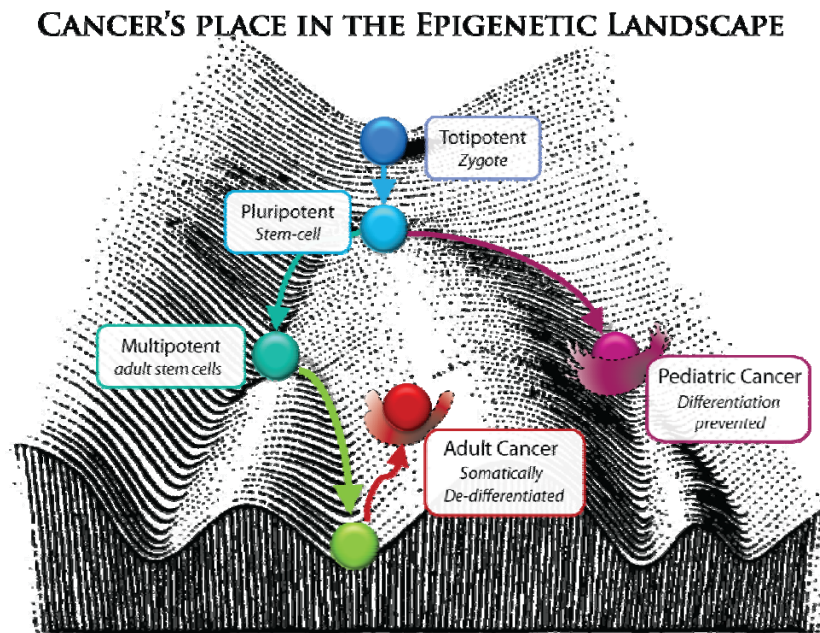 CANCER'S PLACE IN THE EPIGENETIC LANDSCAPE
Totipotent
Zygote
Pluripotent
Stem-cell
Multipotent
adult stem cells
Pediatric Cancer
Differentiation
prevented
Adult Cancer
Somatically
De-differentiated